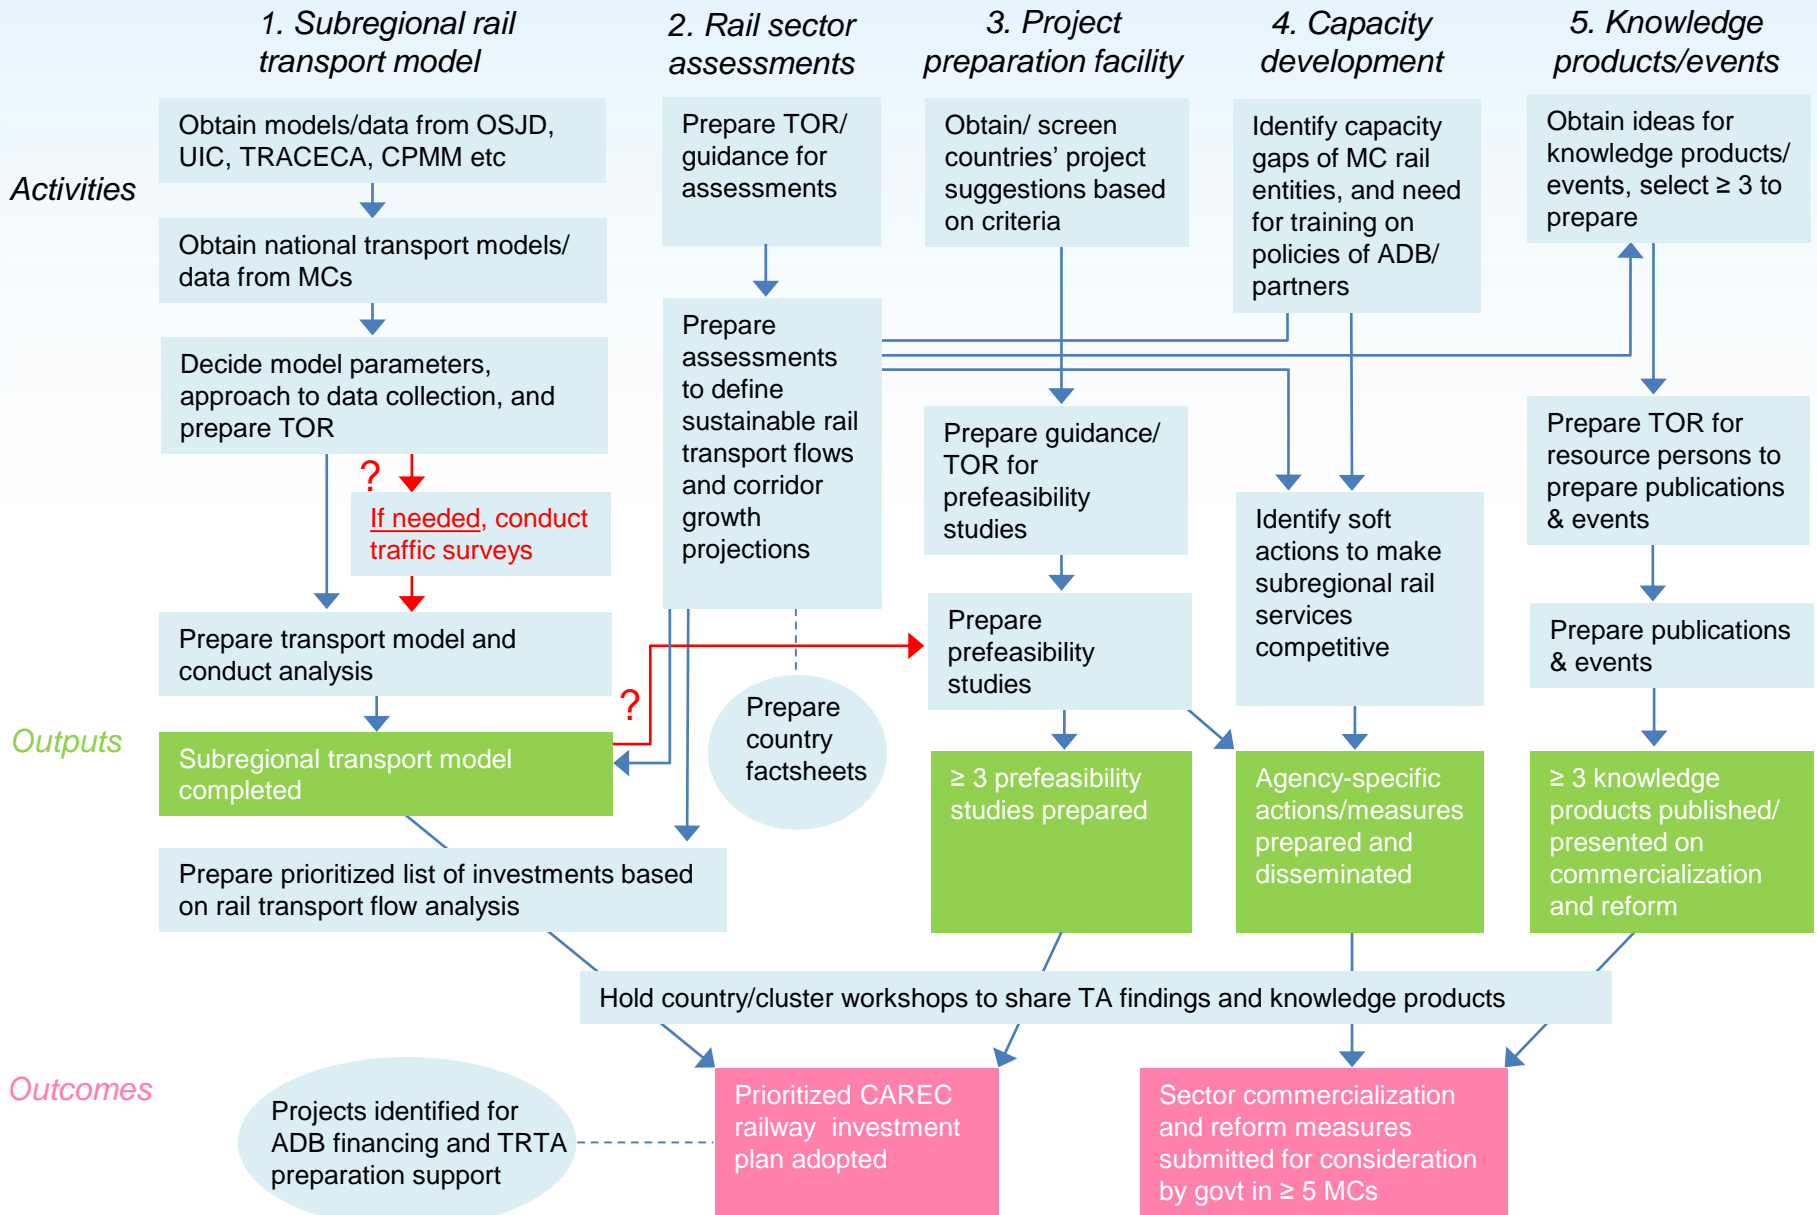 1. Subregional rail
transport model
2. Rail sector
assessments
3. Project
preparation facility
4. Capacity
development
5. Knowledge
products/events
Activities
Obtain models/data from OSJD,
UIC, TRACECA, CPMM etc
Obtain national transport models/
data from MCs
Decide model parameters,
approach to data collection, and
prepare TOR
?
If needed, conduct
traffic surveys
Prepare transport model and
conduct analysis
Prepare TOR/
guidance for
assessments
Prepare
assessments
to define
sustainable rail
transport flows
and corridor
growth
projections
Obtain/ screen
countries’ project
suggestions based
on criteria
Prepare guidance/
TOR for
prefeasibility
studies
Prepare
prefeasibility
studies
Identify capacity
gaps of MC rail
entities, and need
for training on
policies of ADB/
partners
Identify soft
actions to make
subregional rail
services
competitive
Obtain ideas for
knowledge products/
events, select ≥ 3 to
prepare
Prepare TOR for
resource persons to
prepare publications
& events
Prepare publications
& events
?
Prepare
country
factsheets
Outputs
Subregional transport model
completed
≥ 3 prefeasibility
studies prepared
Agency-specific
actions/measures
prepared and
disseminated
≥ 3 knowledge
products published/
presented on
commercialization
and reform
Prepare prioritized list of investments based
on rail transport flow analysis
Hold country/cluster workshops to share TA findings and knowledge products
Outcomes
Projects identified for
ADB financing and TRTA
preparation support
Prioritized CAREC
railway investment
plan adopted
Sector commercialization
and reform measures
submitted for consideration
by govt in ≥ 5 MCs